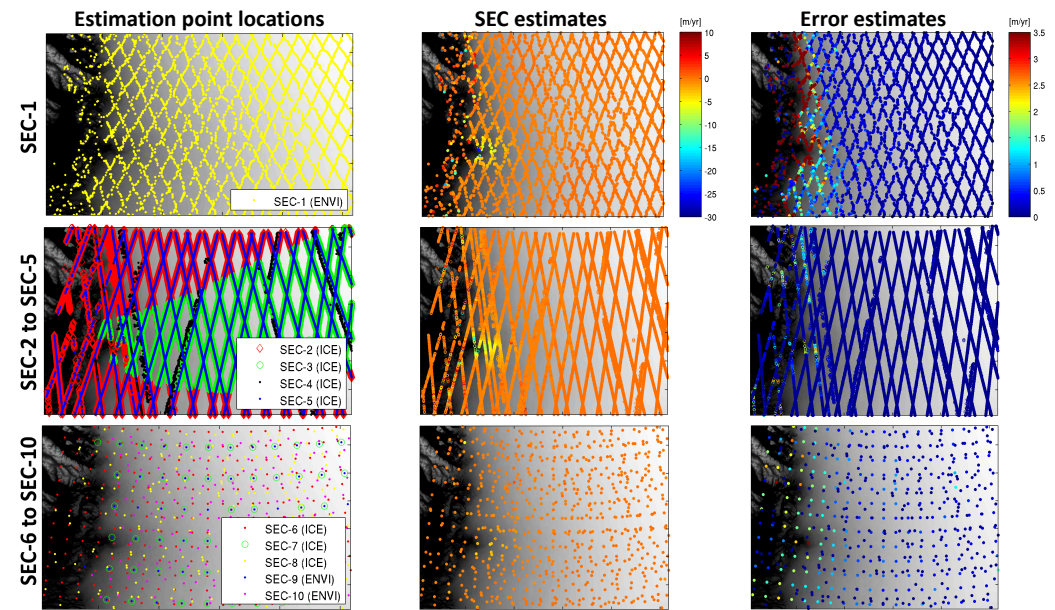 Estimation point locations
SEC estimates
Error estimates
[m/yr]
[m/yr]
SEC-1
10
5
0
-5
-10
-15
-20
-25
-30
3.5
3
2.5
2
1.5
1
0.5
0
SEC-1 (ENVI)
SEC-2 to SEC-5
SEC-2 (ICE)
SEC-3 (ICE)
SEC-4 (ICE)
SEC-5 (ICE)
SEC-6 to SEC-10
SEC-6 (ICE)
SEC-7 (ICE)
SEC-8 (ICE)
SEC-9 (ENVI)
SEC-10 (ENVI)